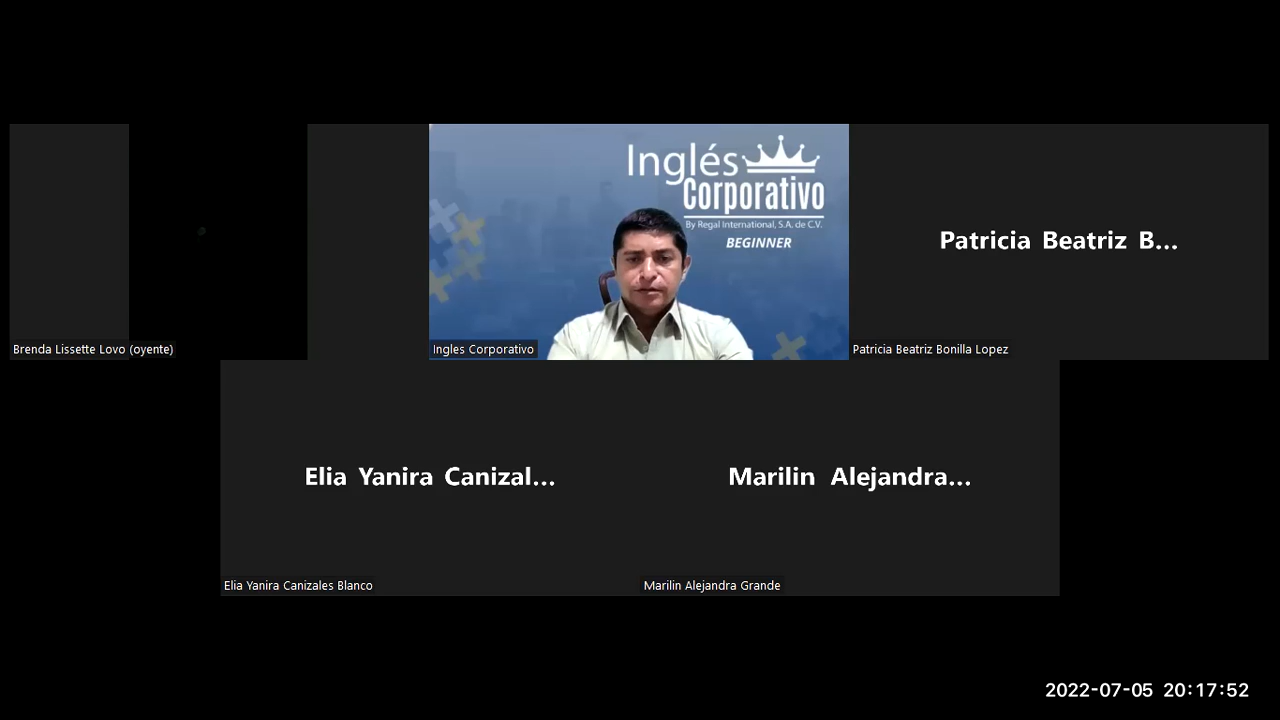 Inglés
Corporativo
By Regal International, S.A. de C.V.
BEGINNER
Patricia Beatriz B...
Brenda Lissette Lovo (oyente)
Ingles Corporativo
Patricia Beatriz Bonilla Lopez
Elia Yanira Canizal...
Marilin Alejandra...
Elia Yanira Canizales Blanco
Marilin Alejandra Grande
2022-07-05 20:17:52